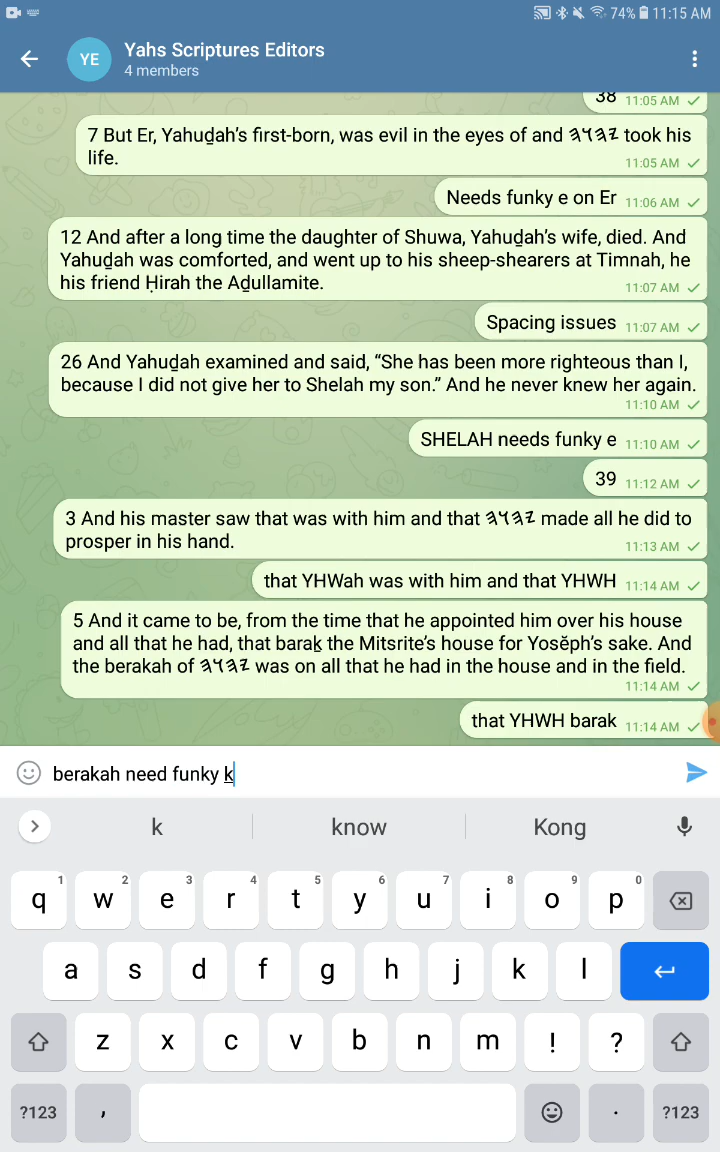 74% 11:15 AM
YE
Yahs Scriptures Editors
4 members
38 11:05 AM
7 But Er, Yahuḏah’s first-born, was evil in the eyes of and 𐤉𐤄𐤅𐤄 took his
life.
11:05 AM
Needs funky e on Er 11:06 AM
12 And after a long time the daughter of Shuwa, Yahuḏah’s wife, died. And
Yahuḏah was comforted, and went up to his sheep-shearers at Timnah, he
his friend Ḥirah the Aḏullamite.
11:07 AM
Spacing issues 11:07 AM
26 And Yahuḏah examined and said, “She has been more righteous than I,
because I did not give her to Shelah my son.” And he never knew her again.
11:10 AM
SHELAH needs funky e 11:10 AM
39 11:12 AM
3 And his master saw that was with him and that 𐤉𐤄𐤅𐤄 made all he did to
prosper in his hand.
11:13 AM
that YHWah was with him and that YHWH 11:14 AM
5 And it came to be, from the time that he appointed him over his house
and all that he had, that baraḵ the Mitsrite’s house for Yosĕph’s sake. And
the berakah of 𐤉𐤄𐤅𐤄 was on all that he had in the house and in the field.
11:14 AM
that YHWH barak 11:14 AM
berakah need funky k
k know Kong
1 2 3 4 5 6 7 8 9 0
q w e r t y u i o p
a s d f g h j k l
z x c v b n m ! ?
?123 , . ?123